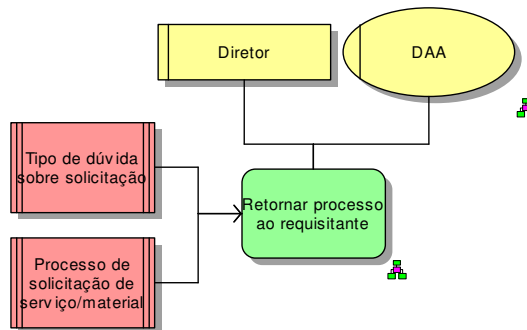 Diretor
DAA
Tipo de dúvida
sobre solicitação
Retornar processo
ao requisitante
Processo de
solicitação de
serviço/material